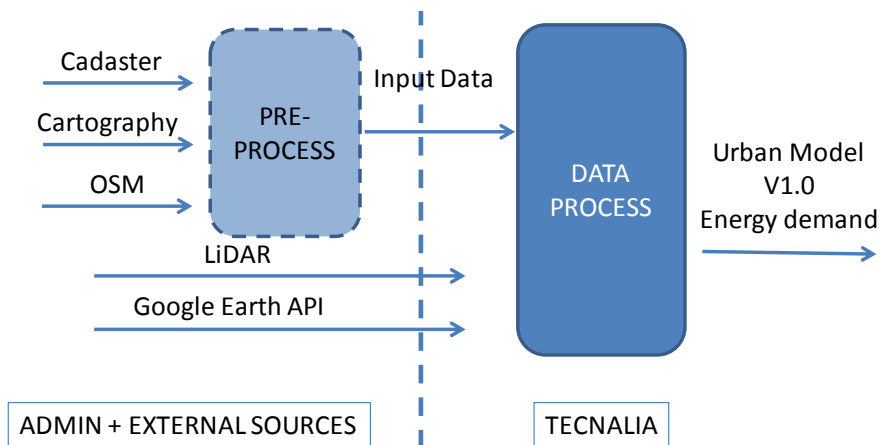 Cadaster
Cartography
OSM
PRE-
PROCESS
Input Data
LiDAR
Google Earth API
DATA
PROCESS
Urban Model
V1.0
Energy demand
ADMIN + EXTERNAL SOURCES
TECNALIA